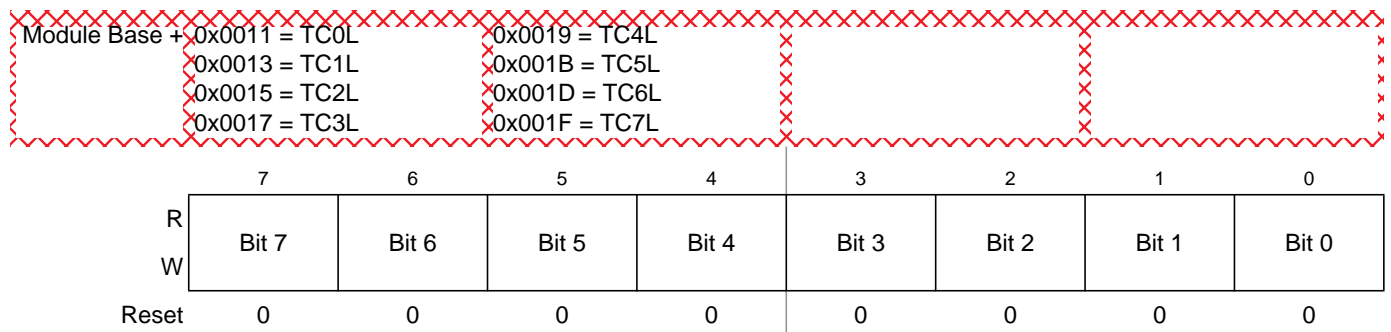 Module Base + 0x0011 = TC0L 0x0019 = TC4L
0x0013 = TC1L 0x001B = TC5L
0x0015 = TC2L 0x001D = TC6L
0x0017 = TC3L 0x001F = TC7L
7 6 5 4 3 2 1 0
R
Bit 7 Bit 6 Bit 5 Bit 4 Bit 3 Bit 2 Bit 1 Bit 0
W
Reset 0 0 0 0 0 0 0 0